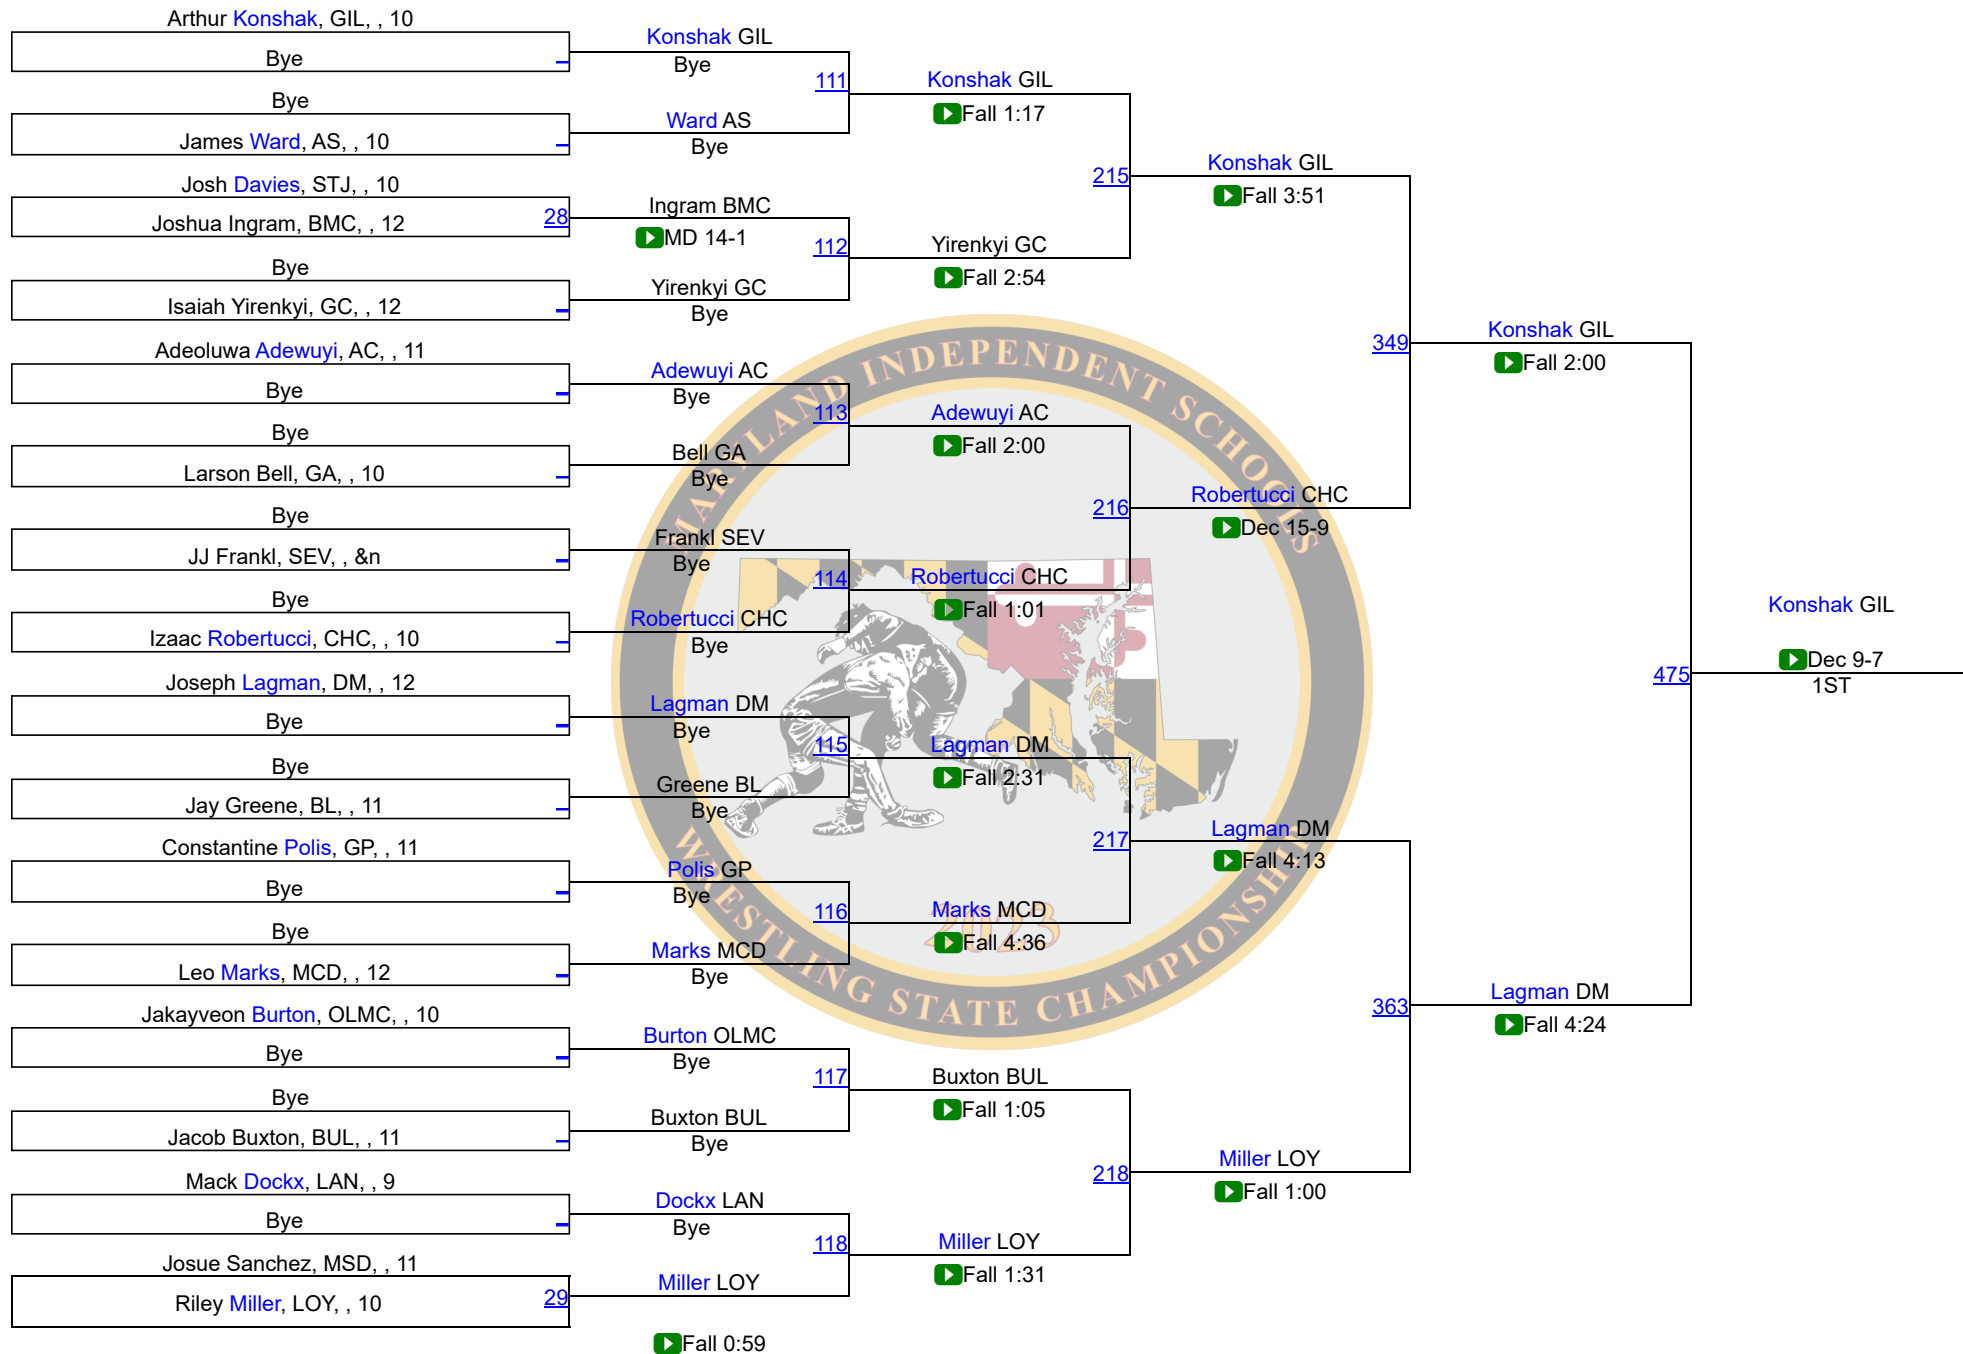 Arthur Konshak, GIL, , 10
Bye
Bye
James Ward, AS, , 10
Josh Davies, STJ, , 10
Joshua Ingram, BMC, , 12
28
Bye
Isaiah Yirenkyi, GC, , 12
Adeoluwa Adewuyi, AC, , 11
Bye
Bye
Larson Bell, GA, , 10
Bye
JJ Frankl, SEV, , &n
Bye
Izaac Robertucci, CHC, , 10
Joseph Lagman, DM, , 12
Bye
Bye
Jay Greene, BL, , 11
Constantine Polis, GP, , 11
Bye
Bye
Leo Marks, MCD, , 12
Jakayveon Burton, OLMC, , 10
Bye
Bye
Jacob Buxton, BUL, , 11
Mack Dockx, LAN, , 9
Bye
Josue Sanchez, MSD, , 11
Riley Miller, LOY, , 10
29
Konshak GIL
Bye
111
Ward AS
Bye
Ingram BMC
MD 14-1
112
Yirenkyi GC
Bye
Adewuyi AC
Bye
113
Bell GA
Bye
Frankl SEV
Bye
114
Robertucci CHC
Bye
Lagman DM
Bye
115
Greene BL
Bye
Polis GP
Bye
116
Marks MCD
Bye
Burton OLMC
Bye
117
Buxton BUL
Bye
Dockx LAN
Bye
118
Miller LOY
Fall 0:59
Konshak GIL
Fall 1:17
215
Yirenkyi GC
Fall 2:54
Adewuyi AC
Fall 2:00
216
Robertucci CHC
Fall 1:01
Lagman DM
Fall 2:31
217
Marks MCD
Fall 4:36
Buxton BUL
Fall 1:05
218
Miller LOY
Fall 1:31
Konshak GIL
Fall 3:51
349
Robertucci CHC
Dec 15-9
Lagman DM
Fall 4:13
363
Miller LOY
Fall 1:00
Konshak GIL
Fall 2:00
475
Lagman DM
Fall 4:24
Konshak GIL
Dec 9-7
1ST
MARYLAND INDEPENDENT SCHOOLS
WRESTLING STATE CHAMPIONSHIP
2023